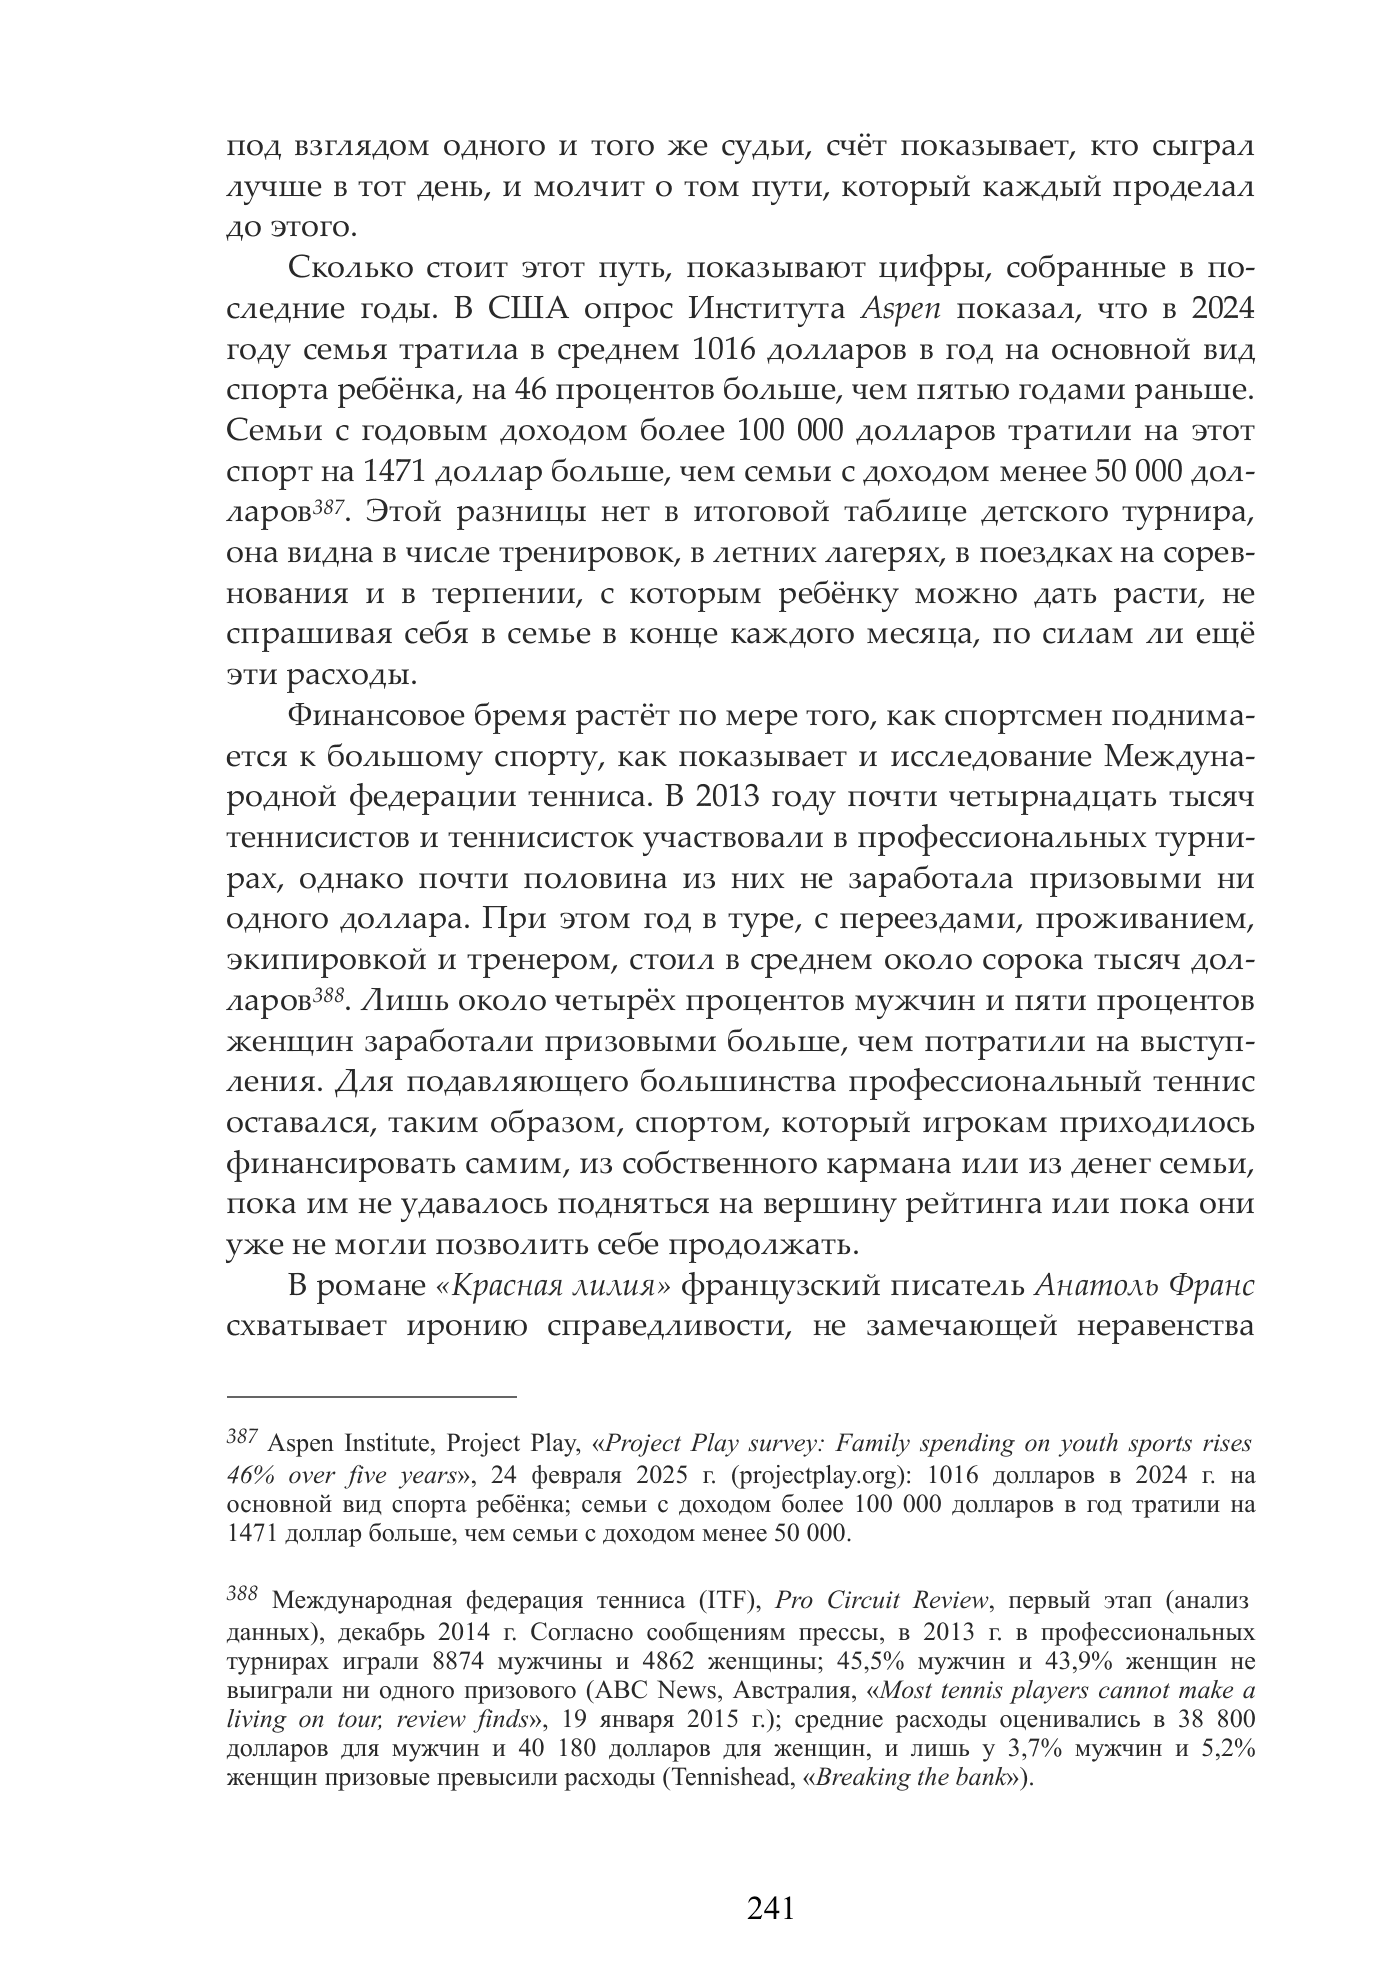 под взглядом одного и того же судьи, счёт показывает, кто сыграл
лучше в тот день, и молчит о том пути, который каждый проделал
до этого.
Сколько стоит этот путь, показывают цифры, собранные в по-
следние годы. В США опрос Института Aspen показал, что в 2024
году семья тратила в среднем 1016 долларов в год на основной вид
спорта ребёнка, на 46 процентов больше, чем пятью годами раньше.
Семьи с годовым доходом более 100 000 долларов тратили на этот
спорт на 1471 доллар больше, чем семьи с доходом менее 50 000 дол-
ларов387. Этой разницы нет в итоговой таблице детского турнира,
она видна в числе тренировок, в летних лагерях, в поездках на сорев-
нования и в терпении, с которым ребёнку можно дать расти, не
спрашивая себя в семье в конце каждого месяца, по силам ли ещё
эти расходы.
Финансовое бремя растёт по мере того, как спортсмен поднима-
ется к большому спорту, как показывает и исследование Междуна-
родной федерации тенниса. В 2013 году почти четырнадцать тысяч
теннисистов и теннисисток участвовали в профессиональных турни-
рах, однако почти половина из них не заработала призовыми ни
одного доллара. При этом год в туре, с переездами, проживанием,
экипировкой и тренером, стоил в среднем около сорока тысяч дол-
ларов388. Лишь около четырёх процентов мужчин и пяти процентов
женщин заработали призовыми больше, чем потратили на выступ-
ления. Для подавляющего большинства профессиональный теннис
оставался, таким образом, спортом, который игрокам приходилось
финансировать самим, из собственного кармана или из денег семьи,
пока им не удавалось подняться на вершину рейтинга или пока они
уже не могли позволить себе продолжать.
В романе «Красная лилия» французский писатель Анатоль Франс
схватывает иронию справедливости, не замечающей неравенства
387 Aspen Institute, Project Play, «Project Play survey: Family spending on youth sports rises
46% over five years», 24 февраля 2025 г. (projectplay.org): 1016 долларов в 2024 г. на
основной вид спорта ребёнка; семьи с доходом более 100 000 долларов в год тратили на
1471 доллар больше, чем семьи с доходом менее 50 000.
388 Международная федерация тенниса (ITF), Pro Circuit Review, первый этап (анализ
данных), декабрь 2014 г. Согласно сообщениям прессы, в 2013 г. в профессиональных
турнирах играли 8874 мужчины и 4862 женщины; 45,5% мужчин и 43,9% женщин не
выиграли ни одного призового (ABC News, Австралия, «Most tennis players cannot make a
living on tour, review finds», 19 января 2015 г.); средние расходы оценивались в 38 800
долларов для мужчин и 40 180 долларов для женщин, и лишь у 3,7% мужчин и 5,2%
женщин призовые превысили расходы (Tennishead, «Breaking the bank»).
241